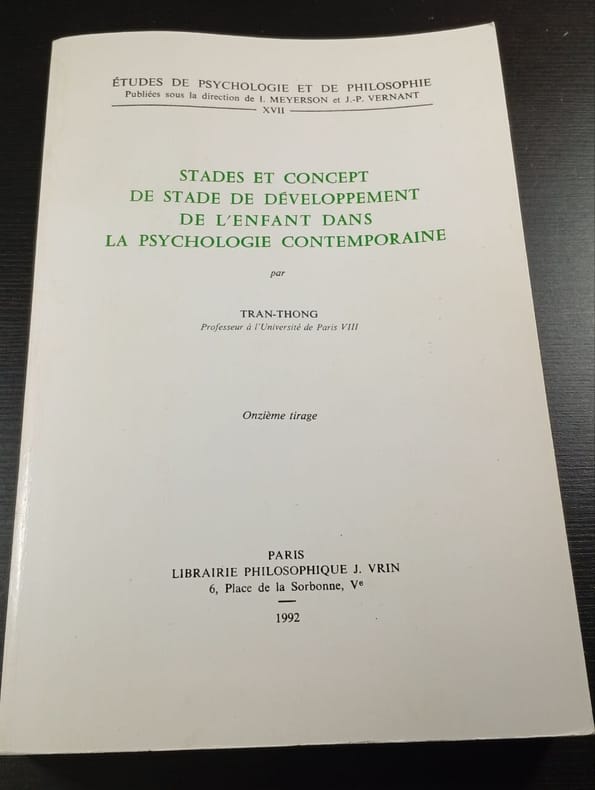 ÉTUDES DE PSYCHOLOGIE ET DE PHILOSOPHIE
Publiées sous la direction de I. MEYERSON et J.-P. VERNANT
XVII
STADES ET CONCEPT
DE STADE DE DÉVELOPPEMENT
DE L'ENFANT DANS
LA PSYCHOLOGIE CONTEMPORAINE
par
TRAN-THONG
Professeur à l'Université de Paris VIII
Onzième tirage
PARIS
LIBRAIRIE PHILOSOPHIQUE J. VRIN
6, Place de la Sorbonne, Vᵉ
1992